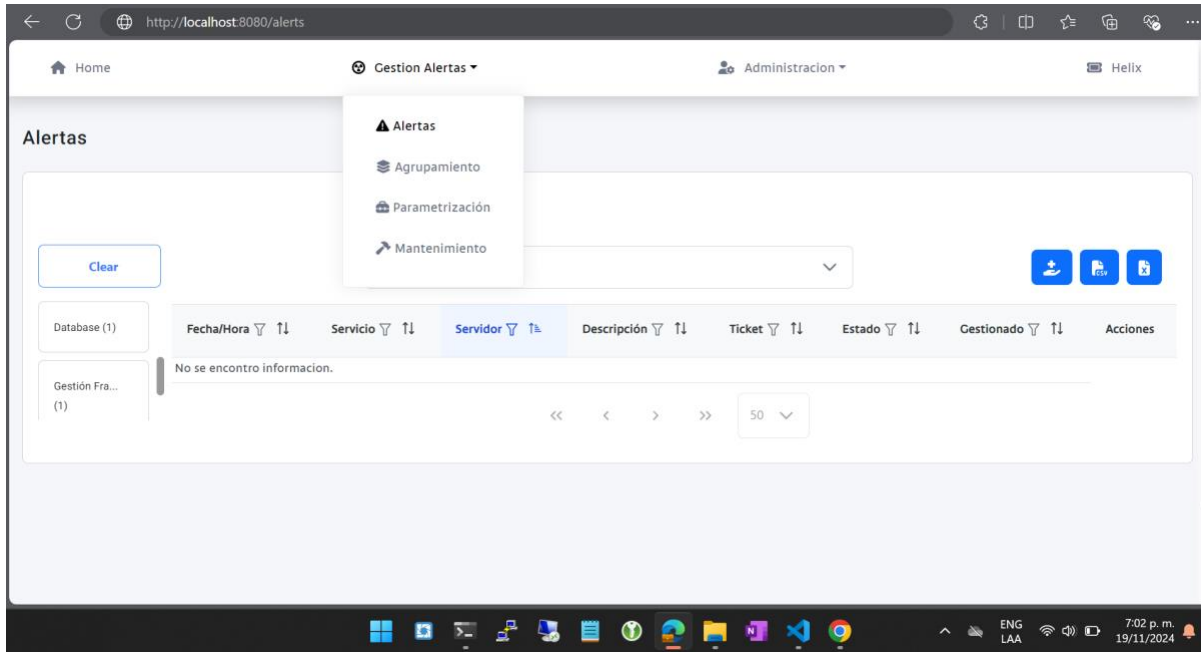 http://localhost:8080/alerts
Home
Gestion Alertas
Administracion
Helix
Alertas
Agrupamiento
Parametrización
Mantenimiento
Alertas
Clear
CSV
X
Database (1)
Gestión Fra...
(1)
Fecha/Hora Servicio Servidor Descripción Ticket Estado Gestionado Acciones
No se encontro informacion.
<< < > >> 50
ENG
LAA
7:02 p. m.
19/11/2024